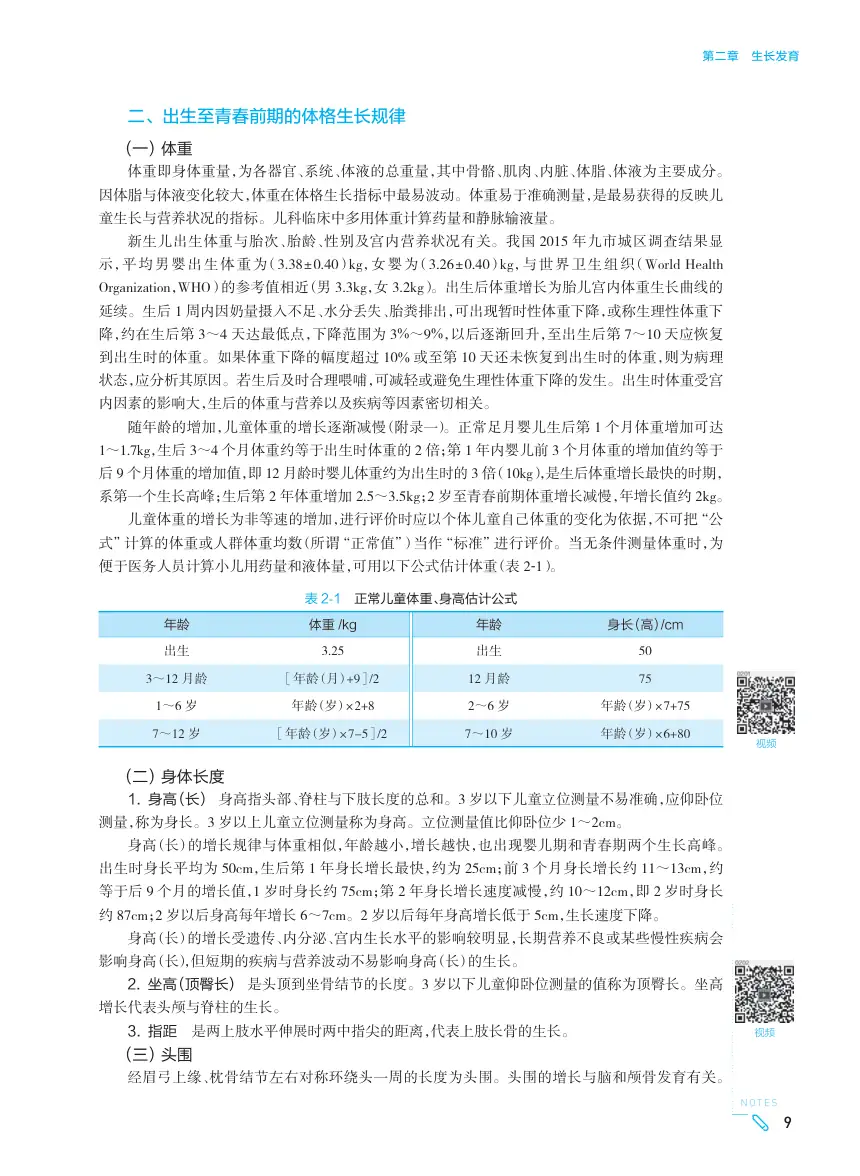 第二章 生长发育
二、出生至青春前期的体格生长规律
（一）体重
体重即身体重量，为各器官、系统、体液的总重量，其中骨骼、肌肉、内脏、体脂、体液为主要成分。
因体脂与体液变化较大，体重在体格生长指标中最易波动。体重易于准确测量，是最易获得的反映儿
童生长与营养状况的指标。儿科临床中多用体重计算药量和静脉输液量。
新生儿出生体重与胎次、胎龄、性别及宫内营养状况有关。我国 2015 年九市城区调查结果显
示，平均男婴出生体重为（3.38±0.40）kg，女婴为（3.26±0.40）kg，与世界卫生组织（World Health
Organization，WHO）的参考值相近（男 3.3kg，女 3.2kg）。出生后体重增长为胎儿宫内体重生长曲线的
延续。生后 1 周内因奶量摄入不足、水分丢失、胎粪排出，可出现暂时性体重下降，或称生理性体重下
降，约在生后第 3～4 天达最低点，下降范围为 3%～9%，以后逐渐回升，至出生后第 7～10 天应恢复
到出生时的体重。如果体重下降的幅度超过 10% 或至第 10 天还未恢复到出生时的体重，则为病理
状态，应分析其原因。若生后及时合理喂哺，可减轻或避免生理性体重下降的发生。出生时体重受宫
内因素的影响大，生后的体重与营养以及疾病等因素密切相关。
随年龄的增加，儿童体重的增长逐渐减慢（附录一）。正常足月婴儿生后第 1 个月体重增加可达
1～1.7kg，生后 3～4 个月体重约等于出生时体重的 2 倍；第 1 年内婴儿前 3 个月体重的增加值约等于
后 9 个月体重的增加值，即 12 月龄时婴儿体重约为出生时的 3 倍（10kg），是生后体重增长最快的时期，
系第一个生长高峰；生后第 2 年体重增加 2.5～3.5kg；2 岁至青春前期体重增长减慢，年增长值约 2kg。
儿童体重的增长为非等速的增加，进行评价时应以个体儿童自己体重的变化为依据，不可把“公
式”计算的体重或人群体重均数（所谓“正常值”）当作“标准”进行评价。当无条件测量体重时，为
便于医务人员计算小儿用药量和液体量，可用以下公式估计体重（表 2-1）。
表 2-1 正常儿童体重、身高估计公式
年龄 体重 /kg 年龄 身长（高）/cm
出生 3.25 出生 50
3～12 月龄 ［年龄（月）+9］/2 12 月龄 75
1～6 岁 年龄（岁）×2+8 2～6 岁 年龄（岁）×7+75
7～12 岁 ［年龄（岁）×7−5］/2 7～10 岁 年龄（岁）×6+80
视频
（二）身体长度
1. 身高（长） 身高指头部、脊柱与下肢长度的总和。3 岁以下儿童立位测量不易准确，应仰卧位
测量，称为身长。3 岁以上儿童立位测量称为身高。立位测量值比仰卧位少 1～2cm。
身高（长）的增长规律与体重相似，年龄越小，增长越快，也出现婴儿期和青春期两个生长高峰。
出生时身长平均为 50cm，生后第 1 年身长增长最快，约为 25cm；前 3 个月身长增长约 11～13cm，约
等于后 9 个月的增长值，1 岁时身长约 75cm；第 2 年身长增长速度减慢，约 10～12cm，即 2 岁时身长
约 87cm；2 岁以后身高每年增长 6～7cm。2 岁以后每年身高增长低于 5cm，生长速度下降。
身高（长）的增长受遗传、内分泌、宫内生长水平的影响较明显，长期营养不良或某些慢性疾病会
影响身高（长），但短期的疾病与营养波动不易影响身高（长）的生长。
2. 坐高（顶臀长） 是头顶到坐骨结节的长度。3 岁以下儿童仰卧位测量的值称为顶臀长。坐高
增长代表头颅与脊柱的生长。
3. 指距 是两上肢水平伸展时两中指尖的距离，代表上肢长骨的生长。
视频
（三）头围
经眉弓上缘、枕骨结节左右对称环绕头一周的长度为头围。头围的增长与脑和颅骨发育有关。
NOTES
9